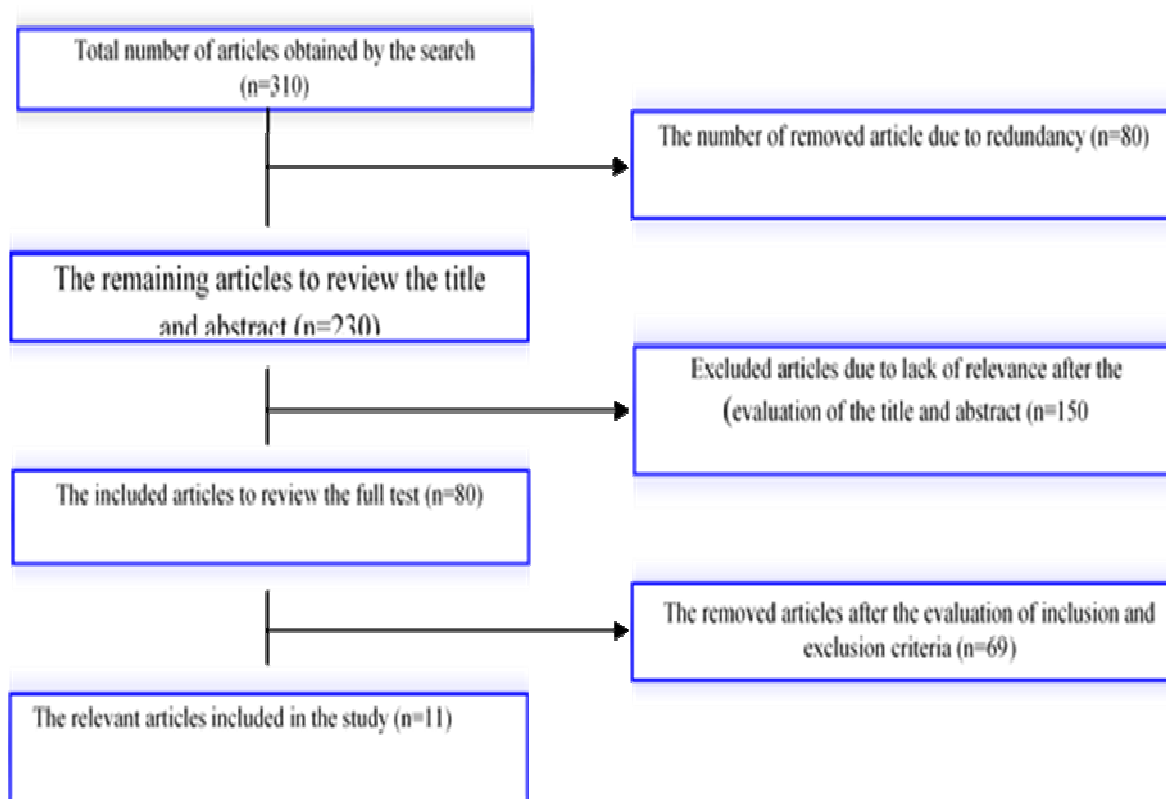 Total number of articles obtained by the search
(n=310)
The number of removed article due to redundancy (n=80)
The remaining articles to review the title
and abstract (n=230)
Excluded articles due to lack of relevance after the
(evaluation of the title and abstract (n=150
The included articles to review the full test (n=80)
The removed articles after the evaluation of inclusion and
exclusion criteria (n=69)
The relevant articles included in the study (n=11)